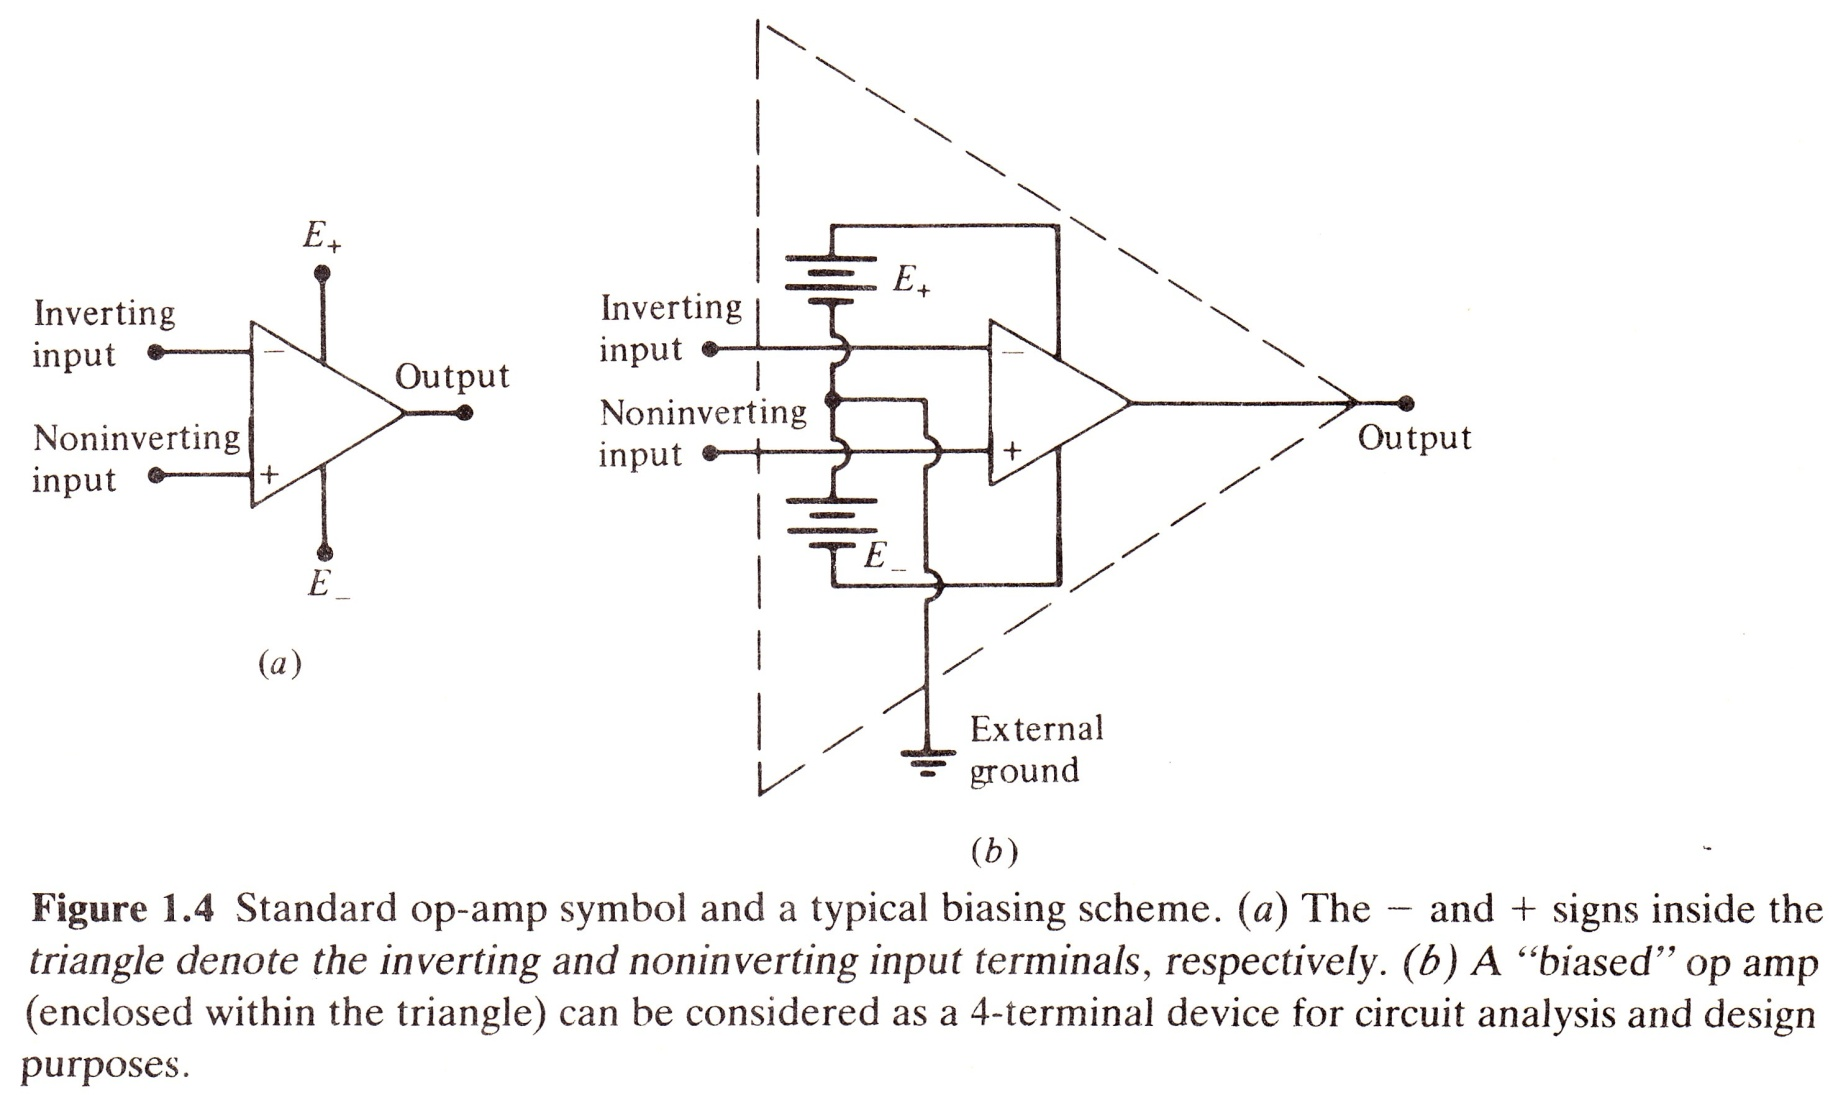 E+
Inverting
input
−
Output
Noninverting
input
+
E−
(a)
E+
Inverting
input
−
Noninverting
input
+
Output
E−
External
ground
(b)
Figure 1.4 Standard op-amp symbol and a typical biasing scheme. (a) The − and + signs inside the
triangle denote the inverting and noninverting input terminals, respectively. (b) A “biased” op amp
(enclosed within the triangle) can be considered as a 4-terminal device for circuit analysis and design
purposes.